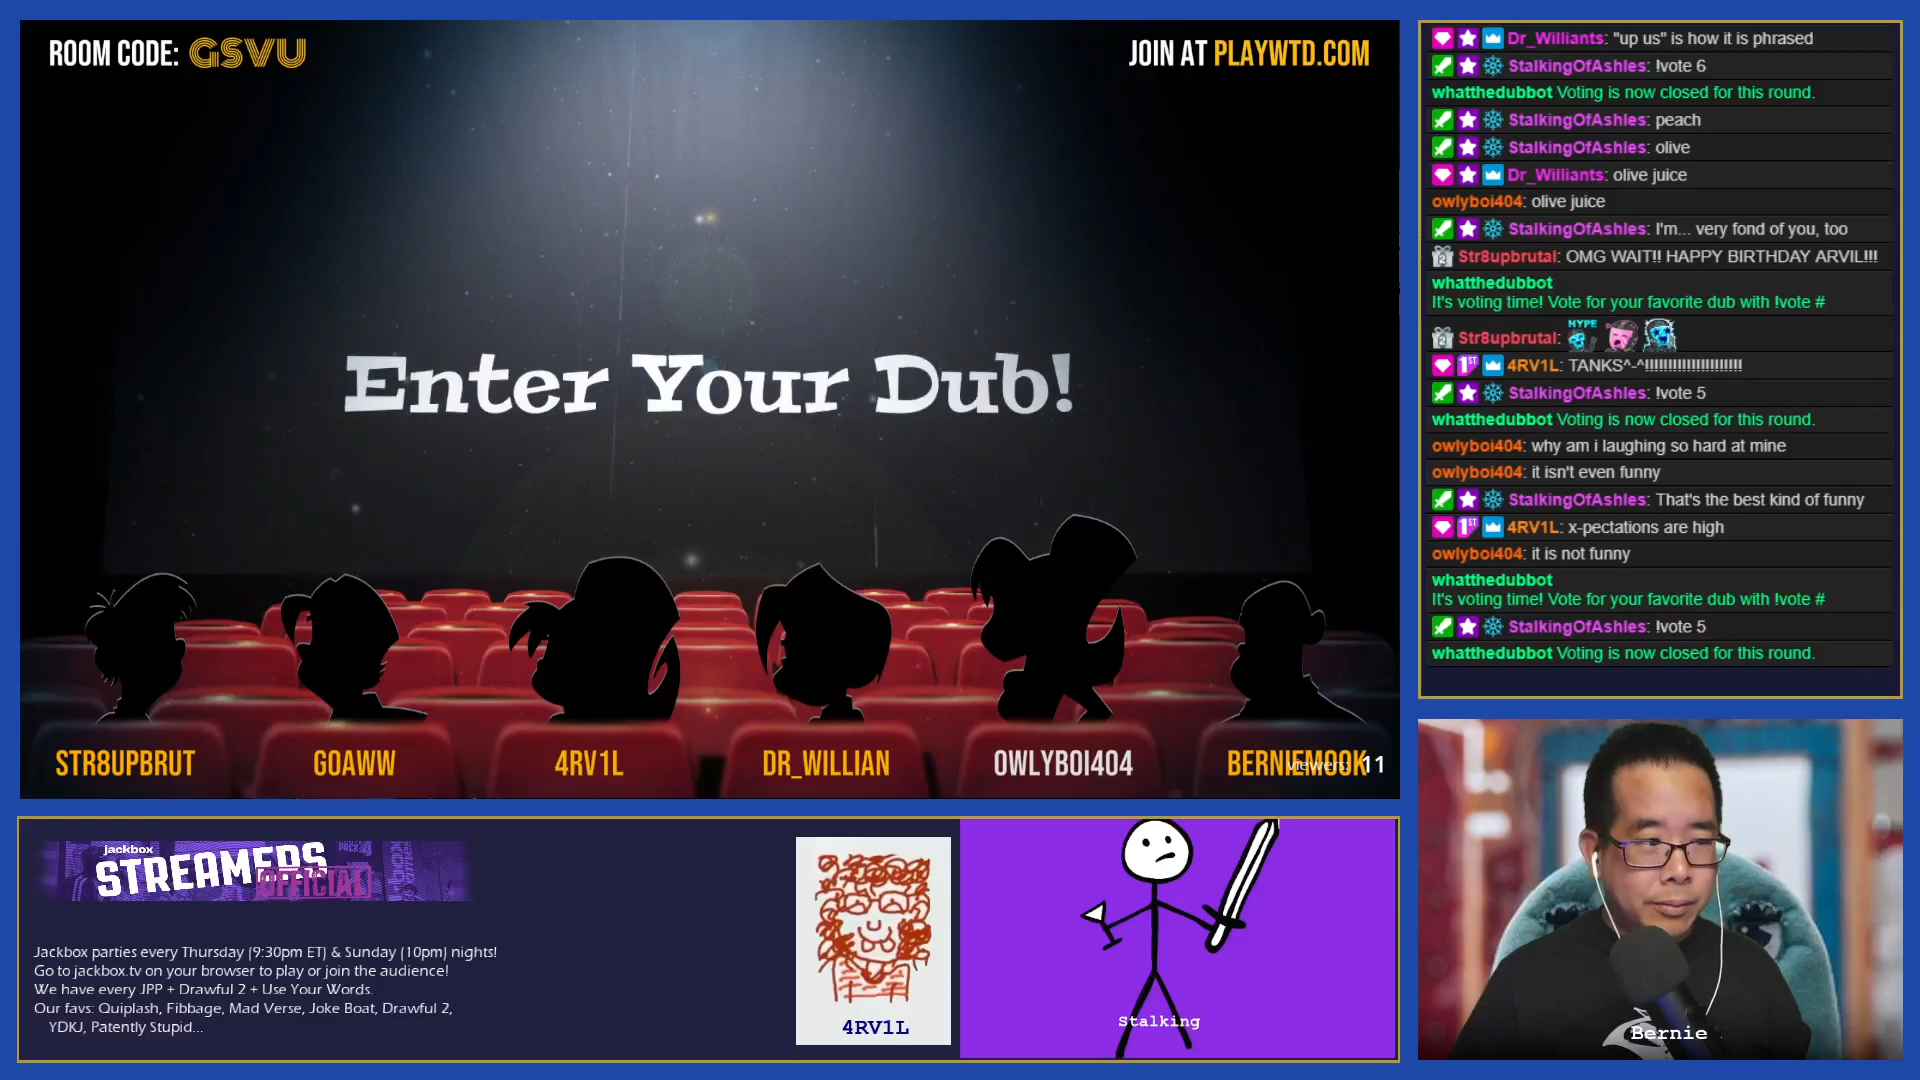 ROOM CODE: GSVU
JOIN AT PLAYWTD.COM
Enter Your Dub!
STR8UPBRUT
GOAWW
4RV1L
DR_WILLIAN
OWLYBOI404
BERNIEMOOK
viewers: 11
Dr_Williants: "up us" is how it is phrased
StalkingOfAshles: !vote 6
whatthedubbot Voting is now closed for this round.
StalkingOfAshles: peach
StalkingOfAshles: olive
Dr_Williants: olive juice
owlyboi404: olive juice
StalkingOfAshles: I'm... very fond of you, too
2 Str8upbrutal: OMG WAIT!! HAPPY BIRTHDAY ARVIL!!!
whatthedubbot
It's voting time! Vote for your favorite dub with !vote #
HYPE
2 Str8upbrutal:
1ST 4RV1L: TANKS^-^!!!!!!!!!!!!!!!!!!!!!
StalkingOfAshles: !vote 5
whatthedubbot Voting is now closed for this round.
owlyboi404: why am i laughing so hard at mine
owlyboi404: it isn't even funny
StalkingOfAshles: That's the best kind of funny
1ST 4RV1L: x-pectations are high
owlyboi404: it is not funny
whatthedubbot
It's voting time! Vote for your favorite dub with !vote #
StalkingOfAshles: !vote 5
whatthedubbot Voting is now closed for this round.
jackbox
STREAMERS
OFFICIAL
Jackbox parties every Thursday (9:30pm ET) & Sunday (10pm) nights!
Go to jackbox.tv on your browser to play or join the audience!
We have every JPP + Drawful 2 + Use Your Words.
Our favs: Quiplash, Fibbage, Mad Verse, Joke Boat, Drawful 2,
YDKJ, Patently Stupid...
4RV1L
Stalking
Bernie